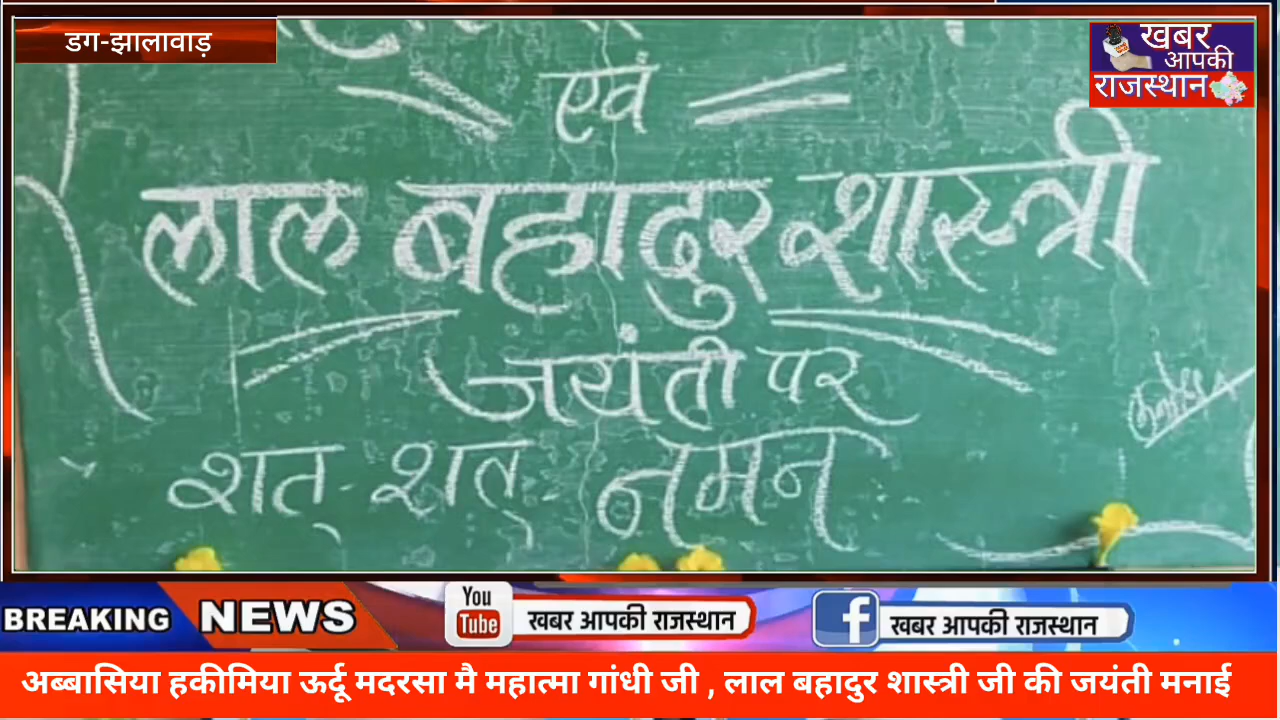 डग-झालावाड़
खबर
आपकी
राजस्थान
एवं
लाल बहादुर शास्त्री
जयंती पर
शत्-शत् नमन
BREAKING NEWS
You
Tube
खबर आपकी राजस्थान
f
खबर आपकी राजस्थान
अब्बासिया हकीमिया ऊर्दू मदरसा मै महात्मा गांधी जी , लाल बहादुर शास्त्री जी की जयंती मनाई